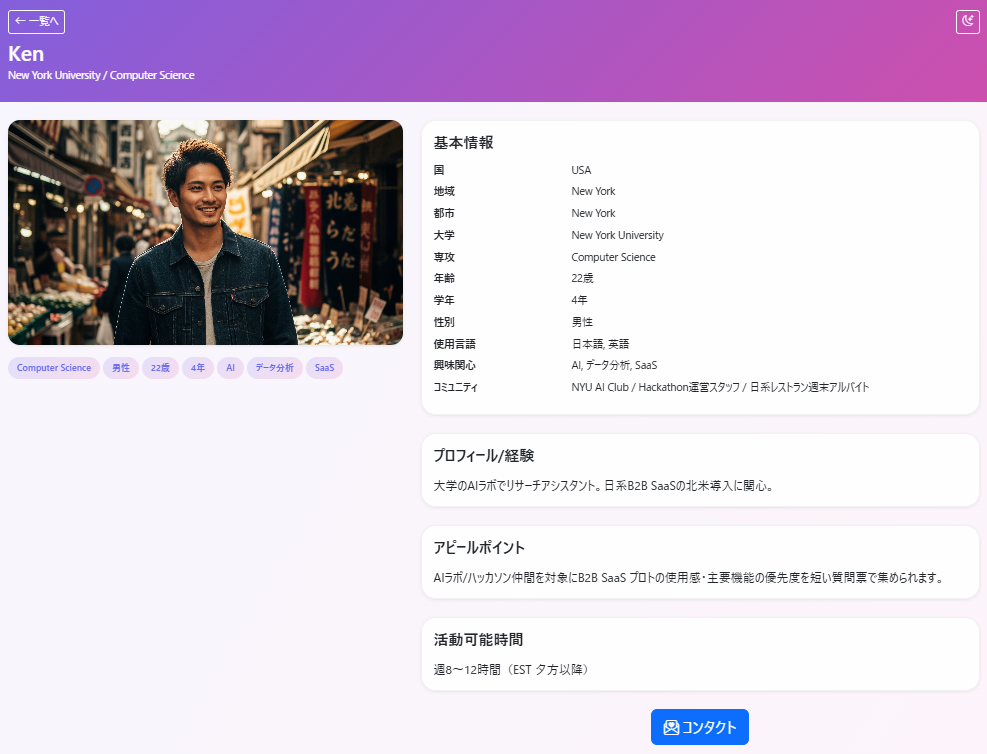 ← 一覧へ
Ken
New York University / Computer Science
Computer Science
男性
22歳
4年
AI
データ分析
SaaS
基本情報
国 USA
地域 New York
都市 New York
大学 New York University
専攻 Computer Science
年齢 22歳
学年 4年
性別 男性
使用言語 日本語, 英語
興味関心 AI, データ分析, SaaS
コミュニティ NYU AI Club / Hackathon運営スタッフ / 日系レストラン週末アルバイト
プロフィール/経験
大学のAIラボでリサーチアシスタント。日系B2B SaaSの北米導入に関心。
アピールポイント
AIラボ/ハッカソン仲間を対象にB2B SaaS プロトの使用感・主要機能の優先度を短い質問票で集められます。
活動可能時間
週8〜12時間（EST 夕方以降）
コンタクト